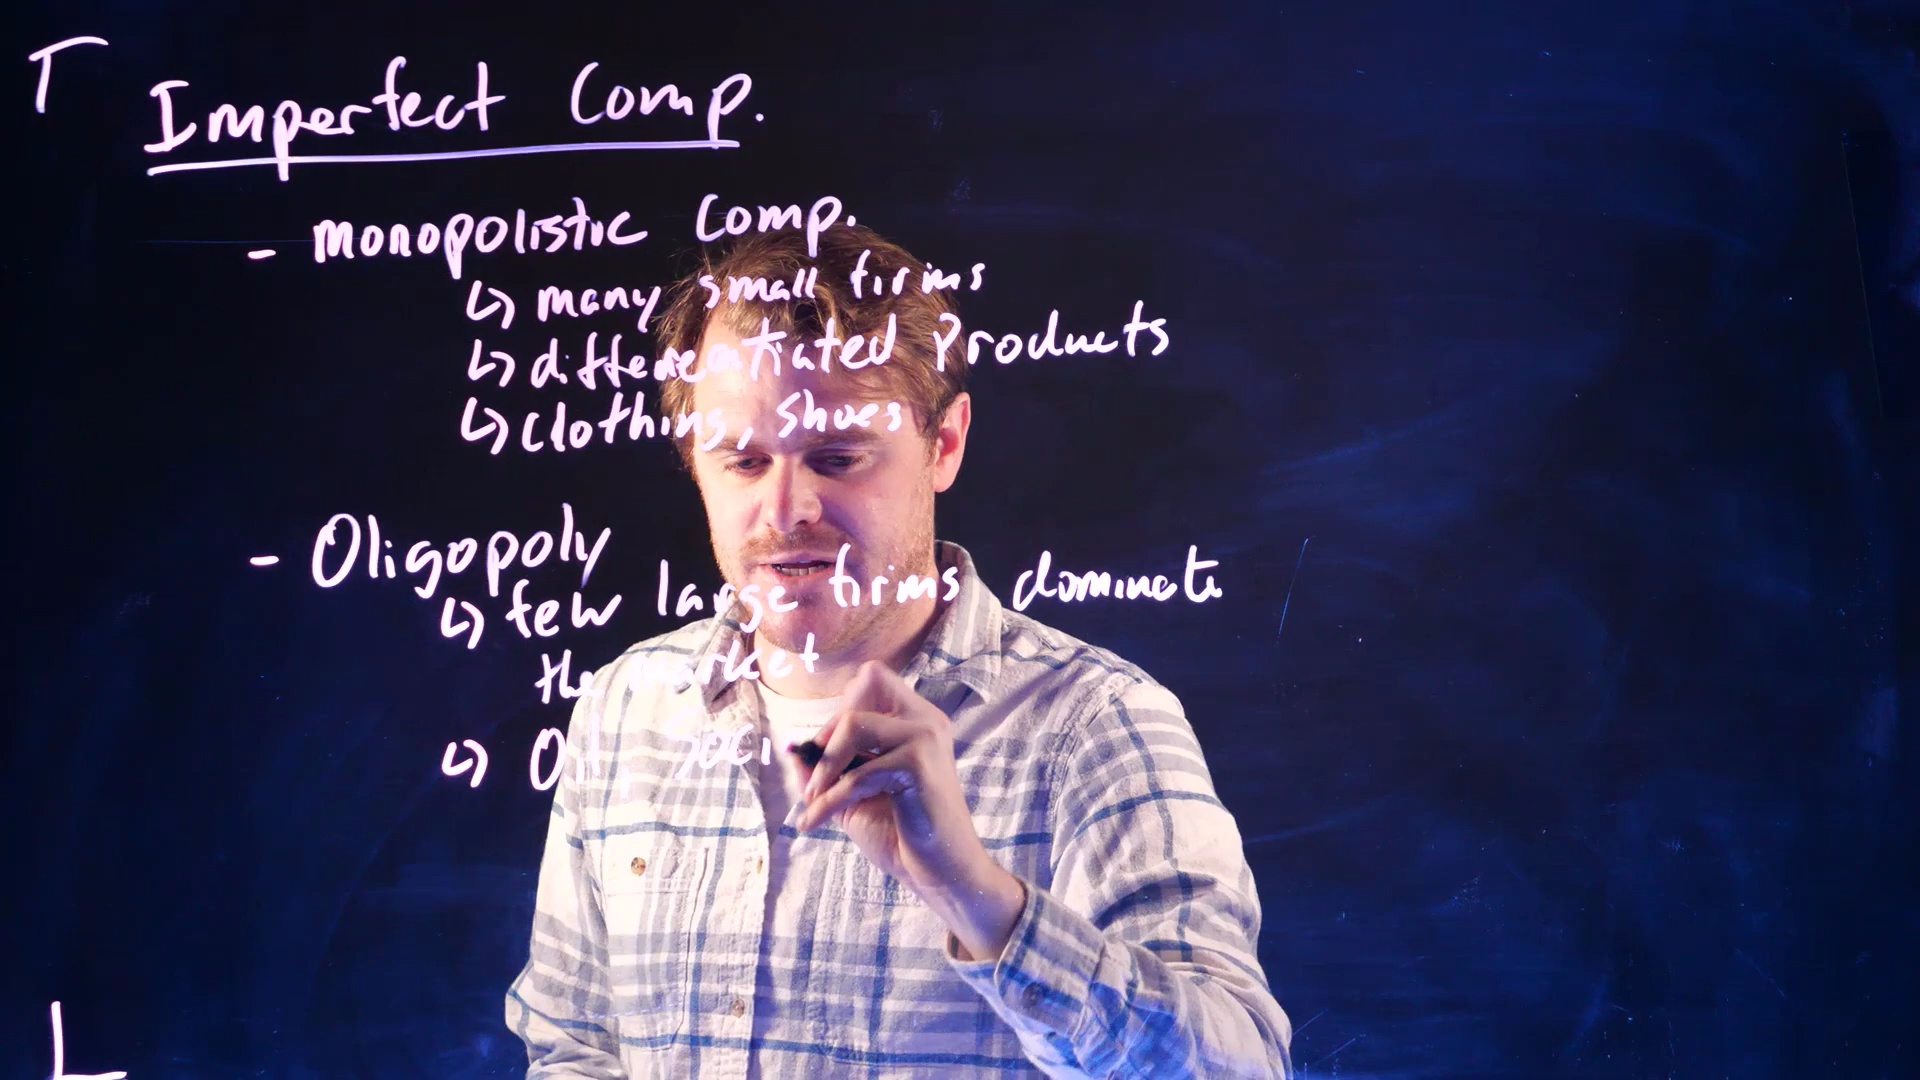 Imperfect Comp.
- Monopolistic Comp.
↳ many small firms
↳ differentiated Products
↳ clothing, shoes
- Oligopoly
↳ few large firms dominate
the market
↳ Oil, Soci